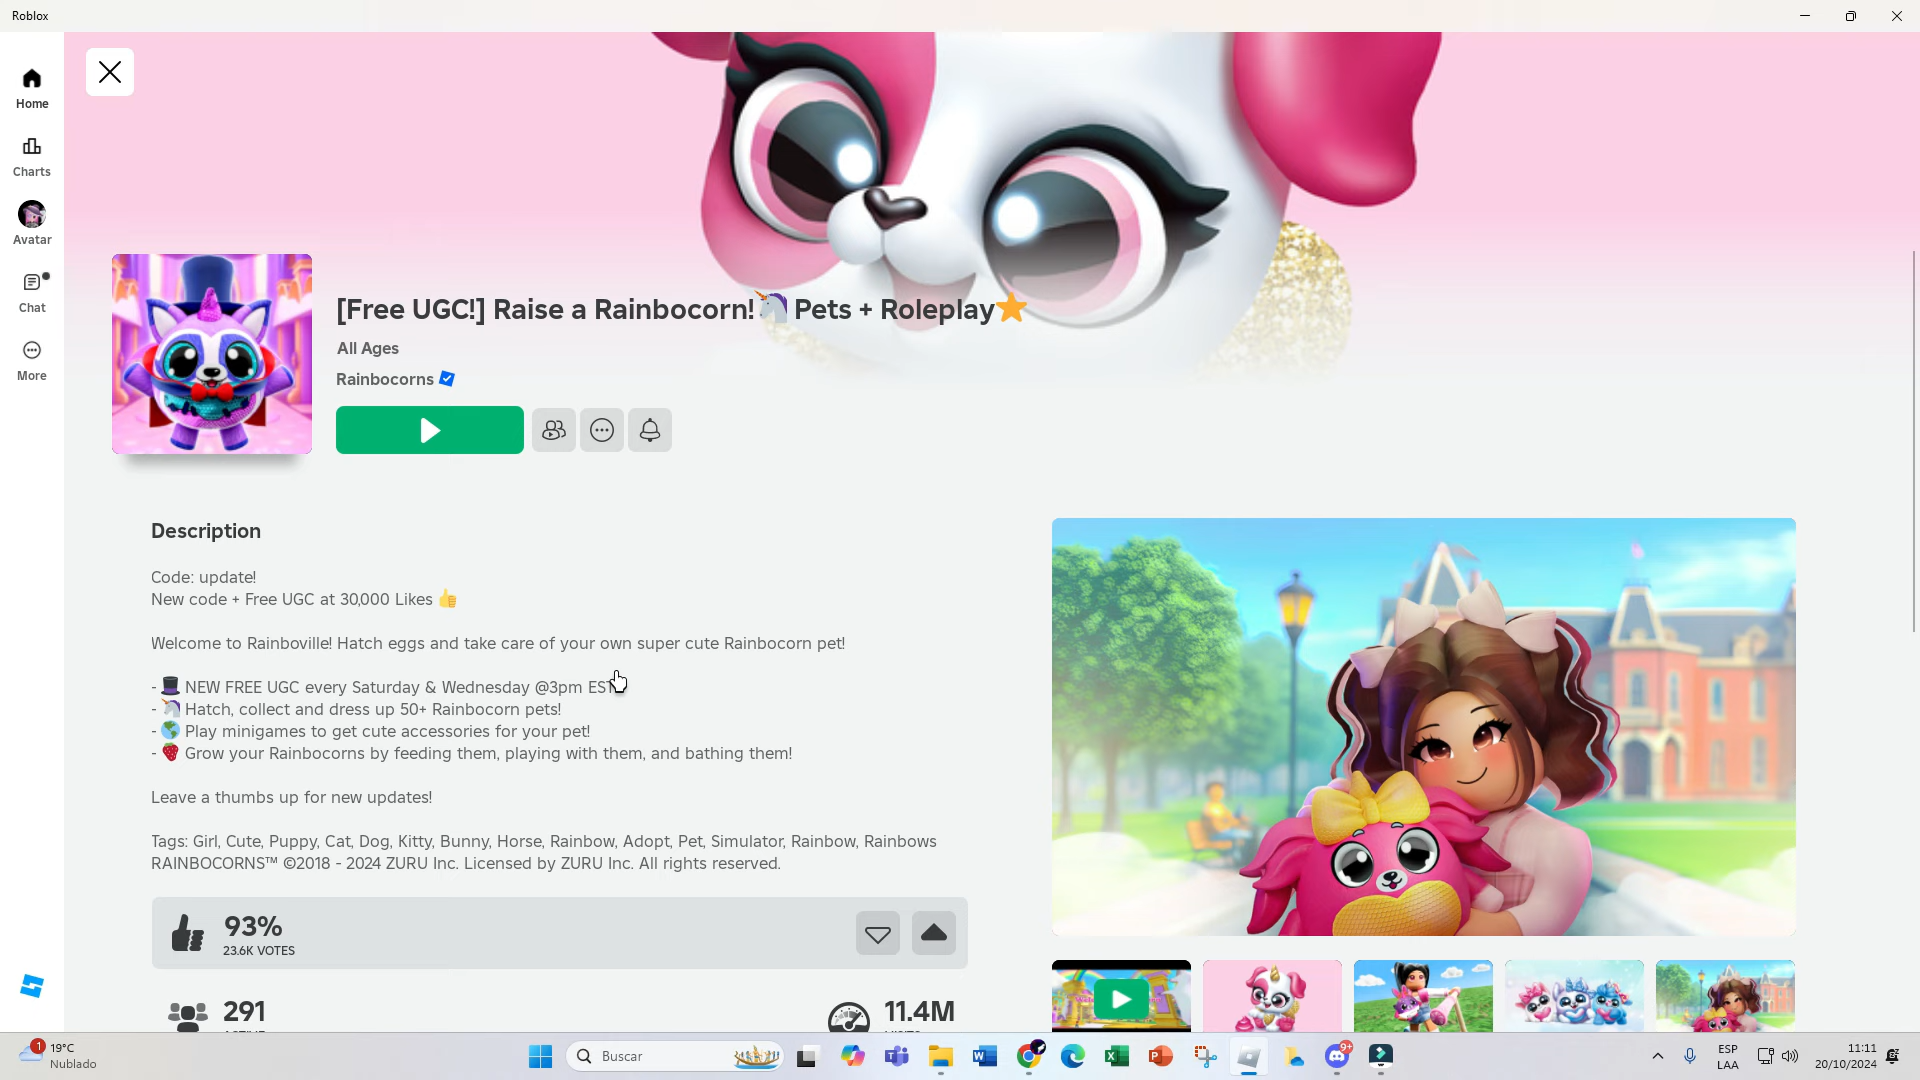 Roblox
Home
Charts
Avatar
Chat
More
[Free UGC!] Raise a Rainbocorn!🦄 Pets + Roleplay⭐
All Ages
Rainbocorns
Description
Code: update!
New code + Free UGC at 30,000 Likes 👍
Welcome to Rainboville! Hatch eggs and take care of your own super cute Rainbocorn pet!
- 🎩 NEW FREE UGC every Saturday & Wednesday @3pm EST
- 🦄 Hatch, collect and dress up 50+ Rainbocorn pets!
- 🌎 Play minigames to get cute accessories for your pet!
- 🍓 Grow your Rainbocorns by feeding them, playing with them, and bathing them!
Leave a thumbs up for new updates!
Tags: Girl, Cute, Puppy, Cat, Dog, Kitty, Bunny, Horse, Rainbow, Adopt, Pet, Simulator, Rainbow, Rainbows
RAINBOCORNS™ ©2018 - 2024 ZURU Inc. Licensed by ZURU Inc. All rights reserved.
93%
23.6K VOTES
291
11.4M
1
19°C
Nublado
Buscar
9+
ESP
LAA
11:11
20/10/2024